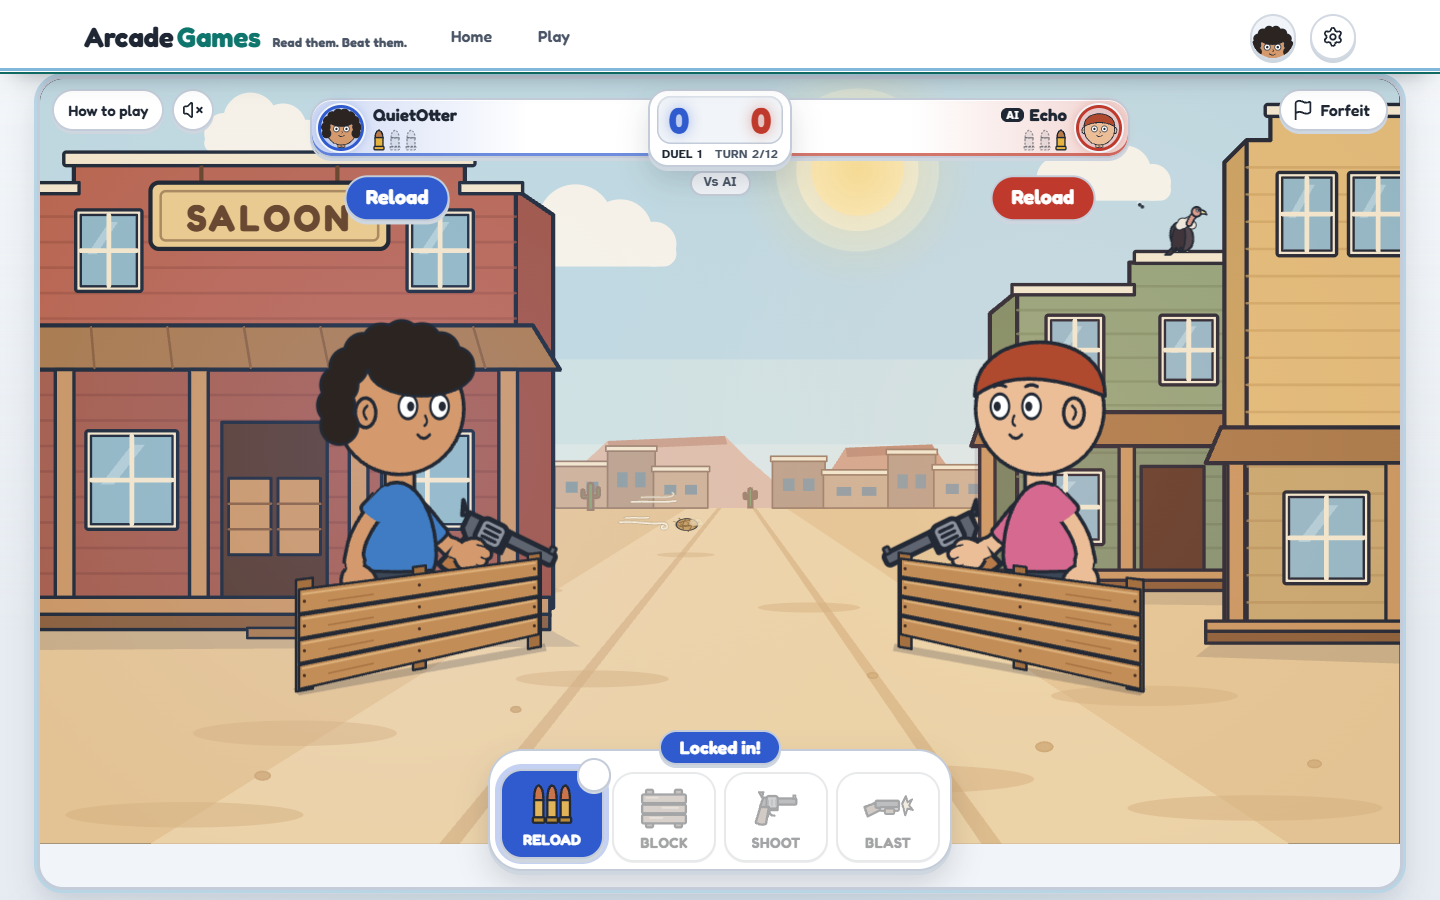 Arcade Games Read them. Beat them. Home Play
How to play
QuietOtter
0 0
DUEL 1 TURN 2/12
AI Echo
Forfeit
Vs AI
SALOON
Reload
Reload
Locked in!
RELOAD BLOCK SHOOT BLAST